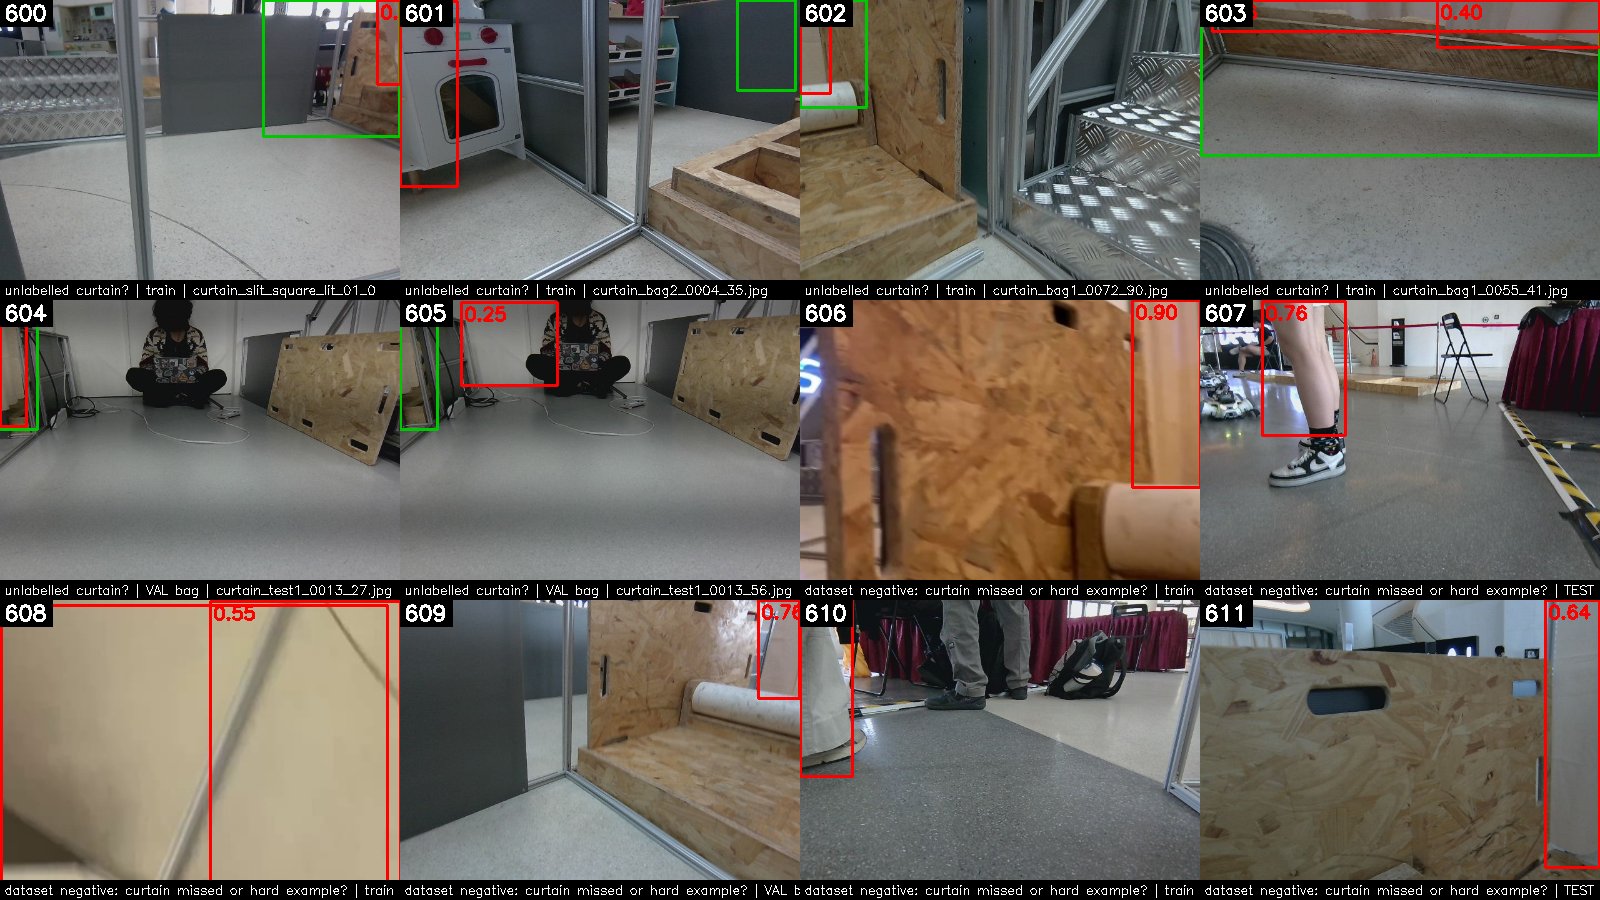 600
0.
unlabelled curtain? | train | curtain_slit_square_lit_01_0
601
unlabelled curtain? | train | curtain_bag2_0004_35.jpg
602
unlabelled curtain? | train | curtain_bag1_0072_90.jpg
603
0.40
unlabelled curtain? | train | curtain_bag1_0055_41.jpg
604
unlabelled curtain? | VAL bag | curtain_test1_0013_27.jpg
605
0.25
unlabelled curtain? | VAL bag | curtain_test1_0013_56.jpg
606
0.90
dataset negative: curtain missed or hard example? | train
607
0.76
dataset negative: curtain missed or hard example? | TEST
608
0.55
dataset negative: curtain missed or hard example? | train
609
0.76
dataset negative: curtain missed or hard example? | VAL b
610
dataset negative: curtain missed or hard example? | train
611
0.64
dataset negative: curtain missed or hard example? | TEST